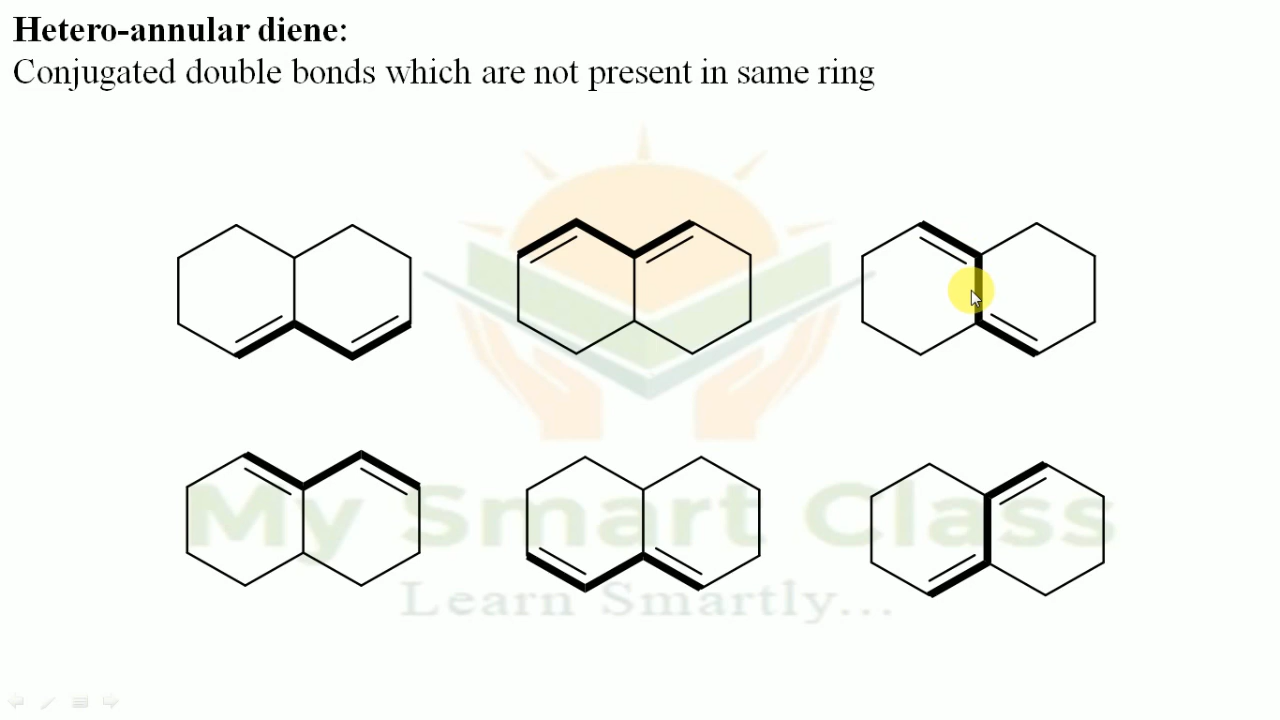 Hetero-annular diene:
Conjugated double bonds which are not present in same ring
My Smart Class
Learn Smartly...